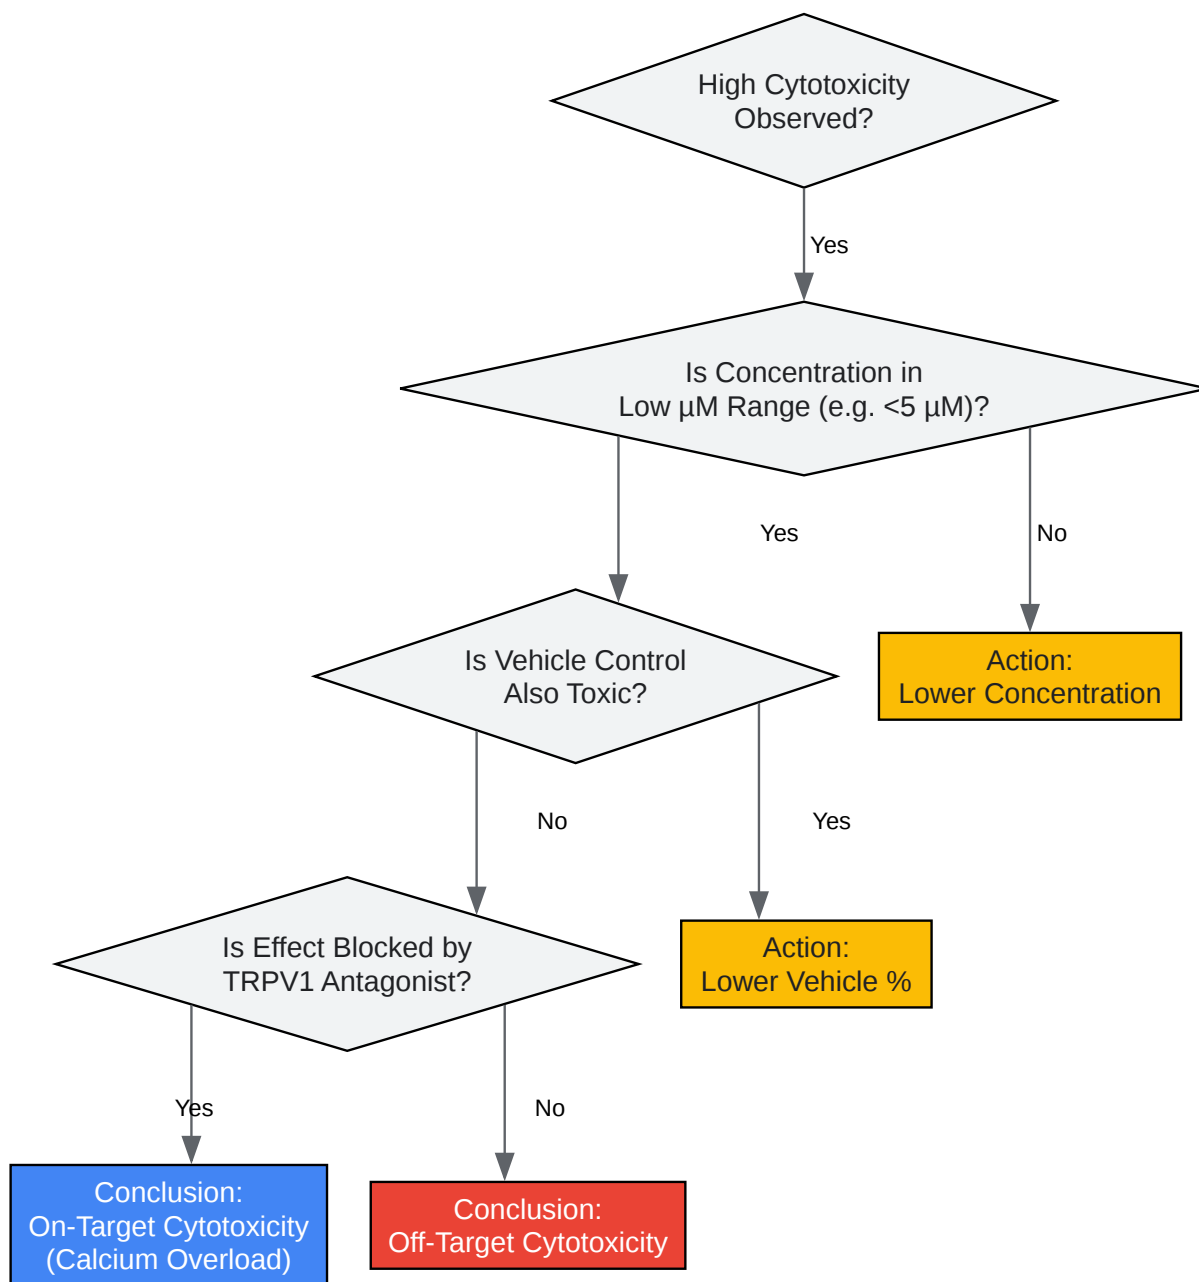 High Cytotoxicity
Observed?
Yes
Is Concentration in
Low µM Range (e.g. <5 µM)?
Yes
No
Is Vehicle Control
Also Toxic?
Action:
Lower Concentration
No
Yes
Is Effect Blocked by
TRPV1 Antagonist?
Action:
Lower Vehicle %
Yes
No
Conclusion:
On-Target Cytotoxicity
(Calcium Overload)
Conclusion:
Off-Target Cytotoxicity